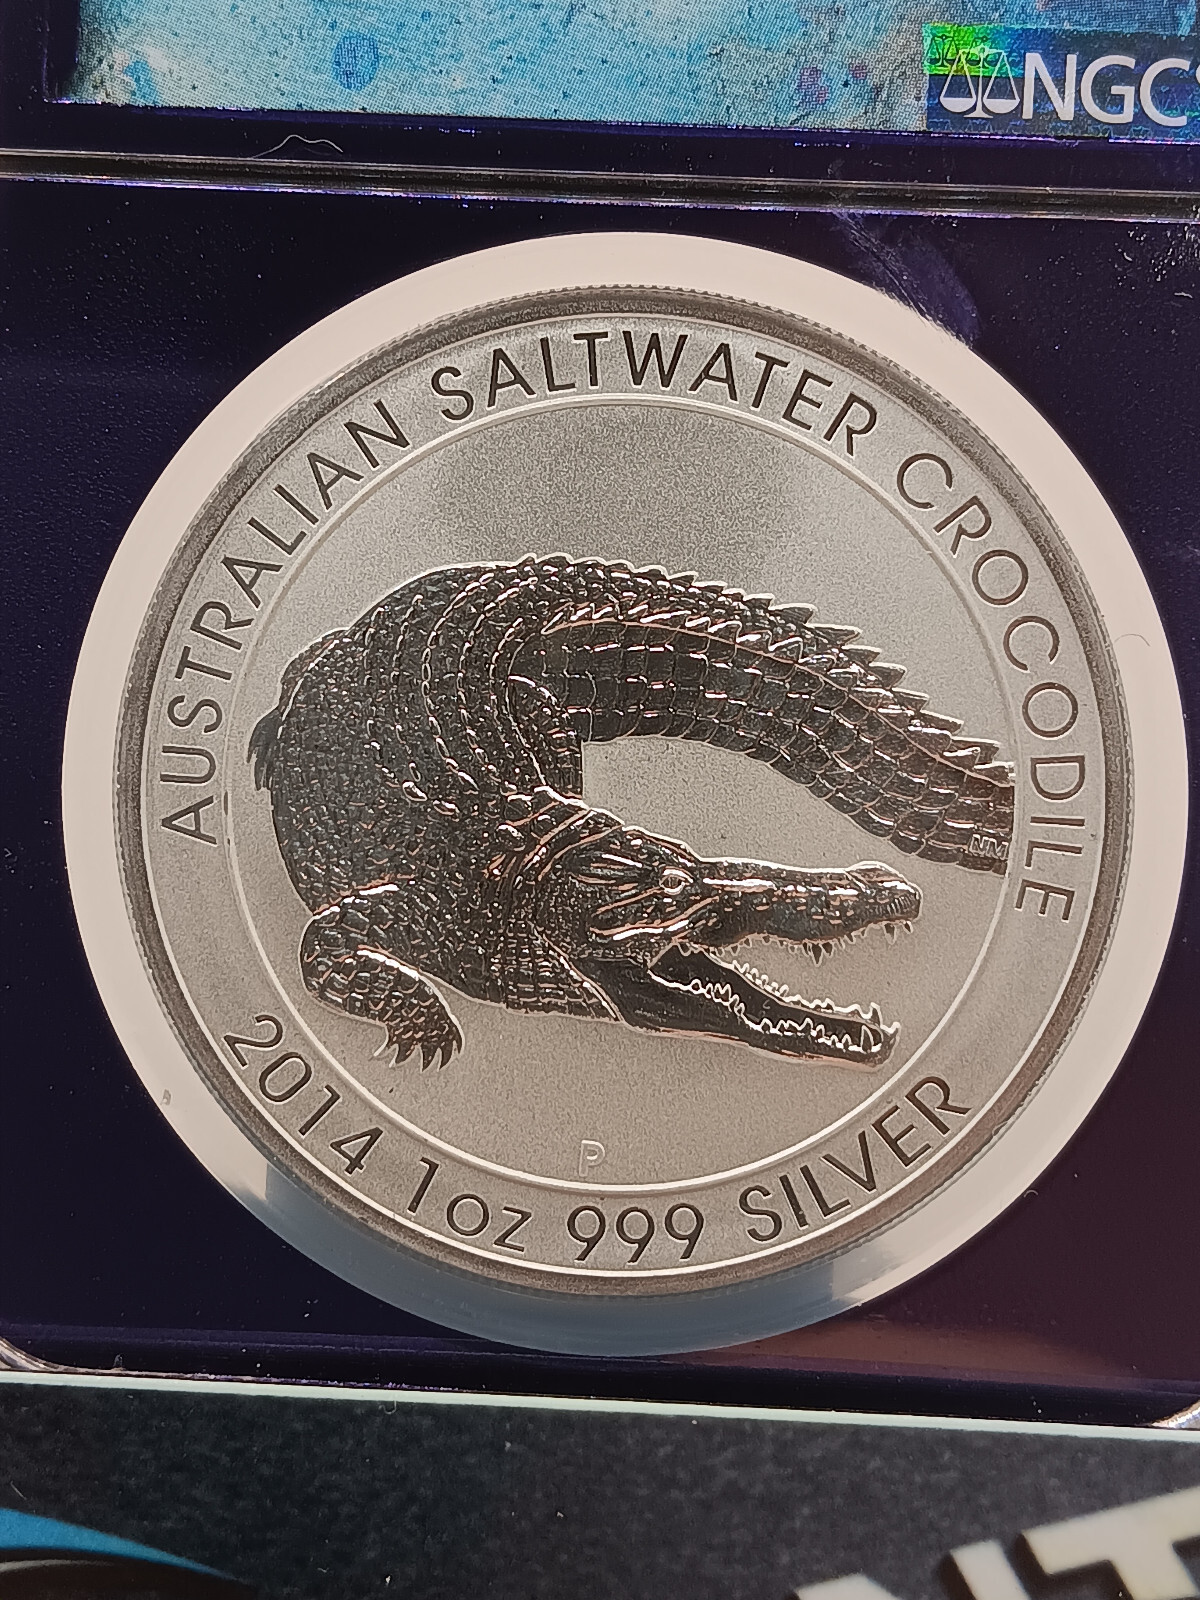 NGC
AUSTRALIAN SALTWATER CROCODILE
NM
P
2014 1oz 999 SILVER